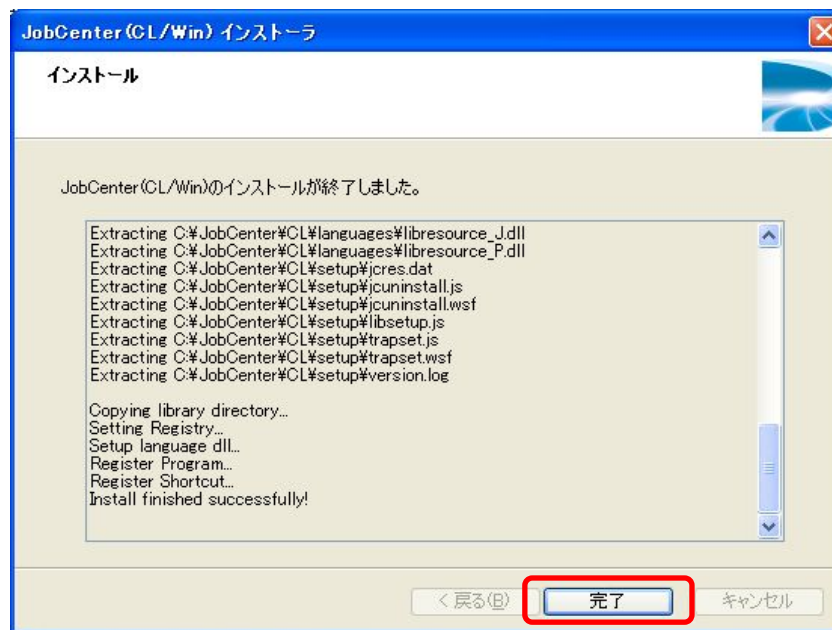 JobCenter(CL/Win) インストーラ
インストール
JobCenter(CL/Win)のインストールが終了しました。
Extracting C:¥JobCenter¥CL¥languages¥libresource_J.dll
Extracting C:¥JobCenter¥CL¥languages¥libresource_P.dll
Extracting C:¥JobCenter¥CL¥setup¥jcres.dat
Extracting C:¥JobCenter¥CL¥setup¥jcuninstall.js
Extracting C:¥JobCenter¥CL¥setup¥jcuninstall.wsf
Extracting C:¥JobCenter¥CL¥setup¥libsetup.js
Extracting C:¥JobCenter¥CL¥setup¥trapset.js
Extracting C:¥JobCenter¥CL¥setup¥trapset.wsf
Extracting C:¥JobCenter¥CL¥setup¥version.log
Copying library directory...
Setting Registry...
Setup language dll...
Register Program...
Register Shortcut...
Install finished successfully!
< 戻る(B) 完了 キャンセル